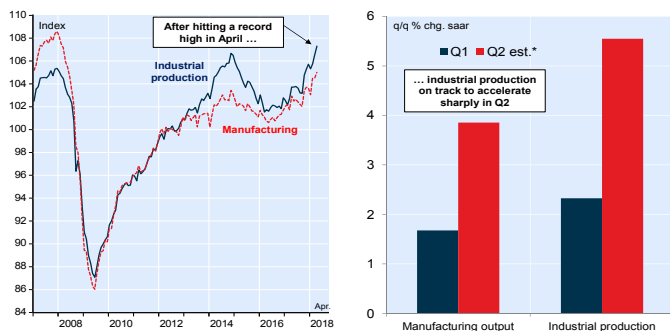 Index
110
108
106
104
102
100
98
96
94
92
90
88
86
84
After hitting a record
high in April ...
Industrial
production
Manufacturing
Apr.
2008
2010
2012
2014
2016
2018
q/q % chg. saar
6
5
4
3
2
1
0
Q1
Q2 est.*
... industrial production
on track to accelerate
sharply in Q2
Manufacturing output
Industrial production